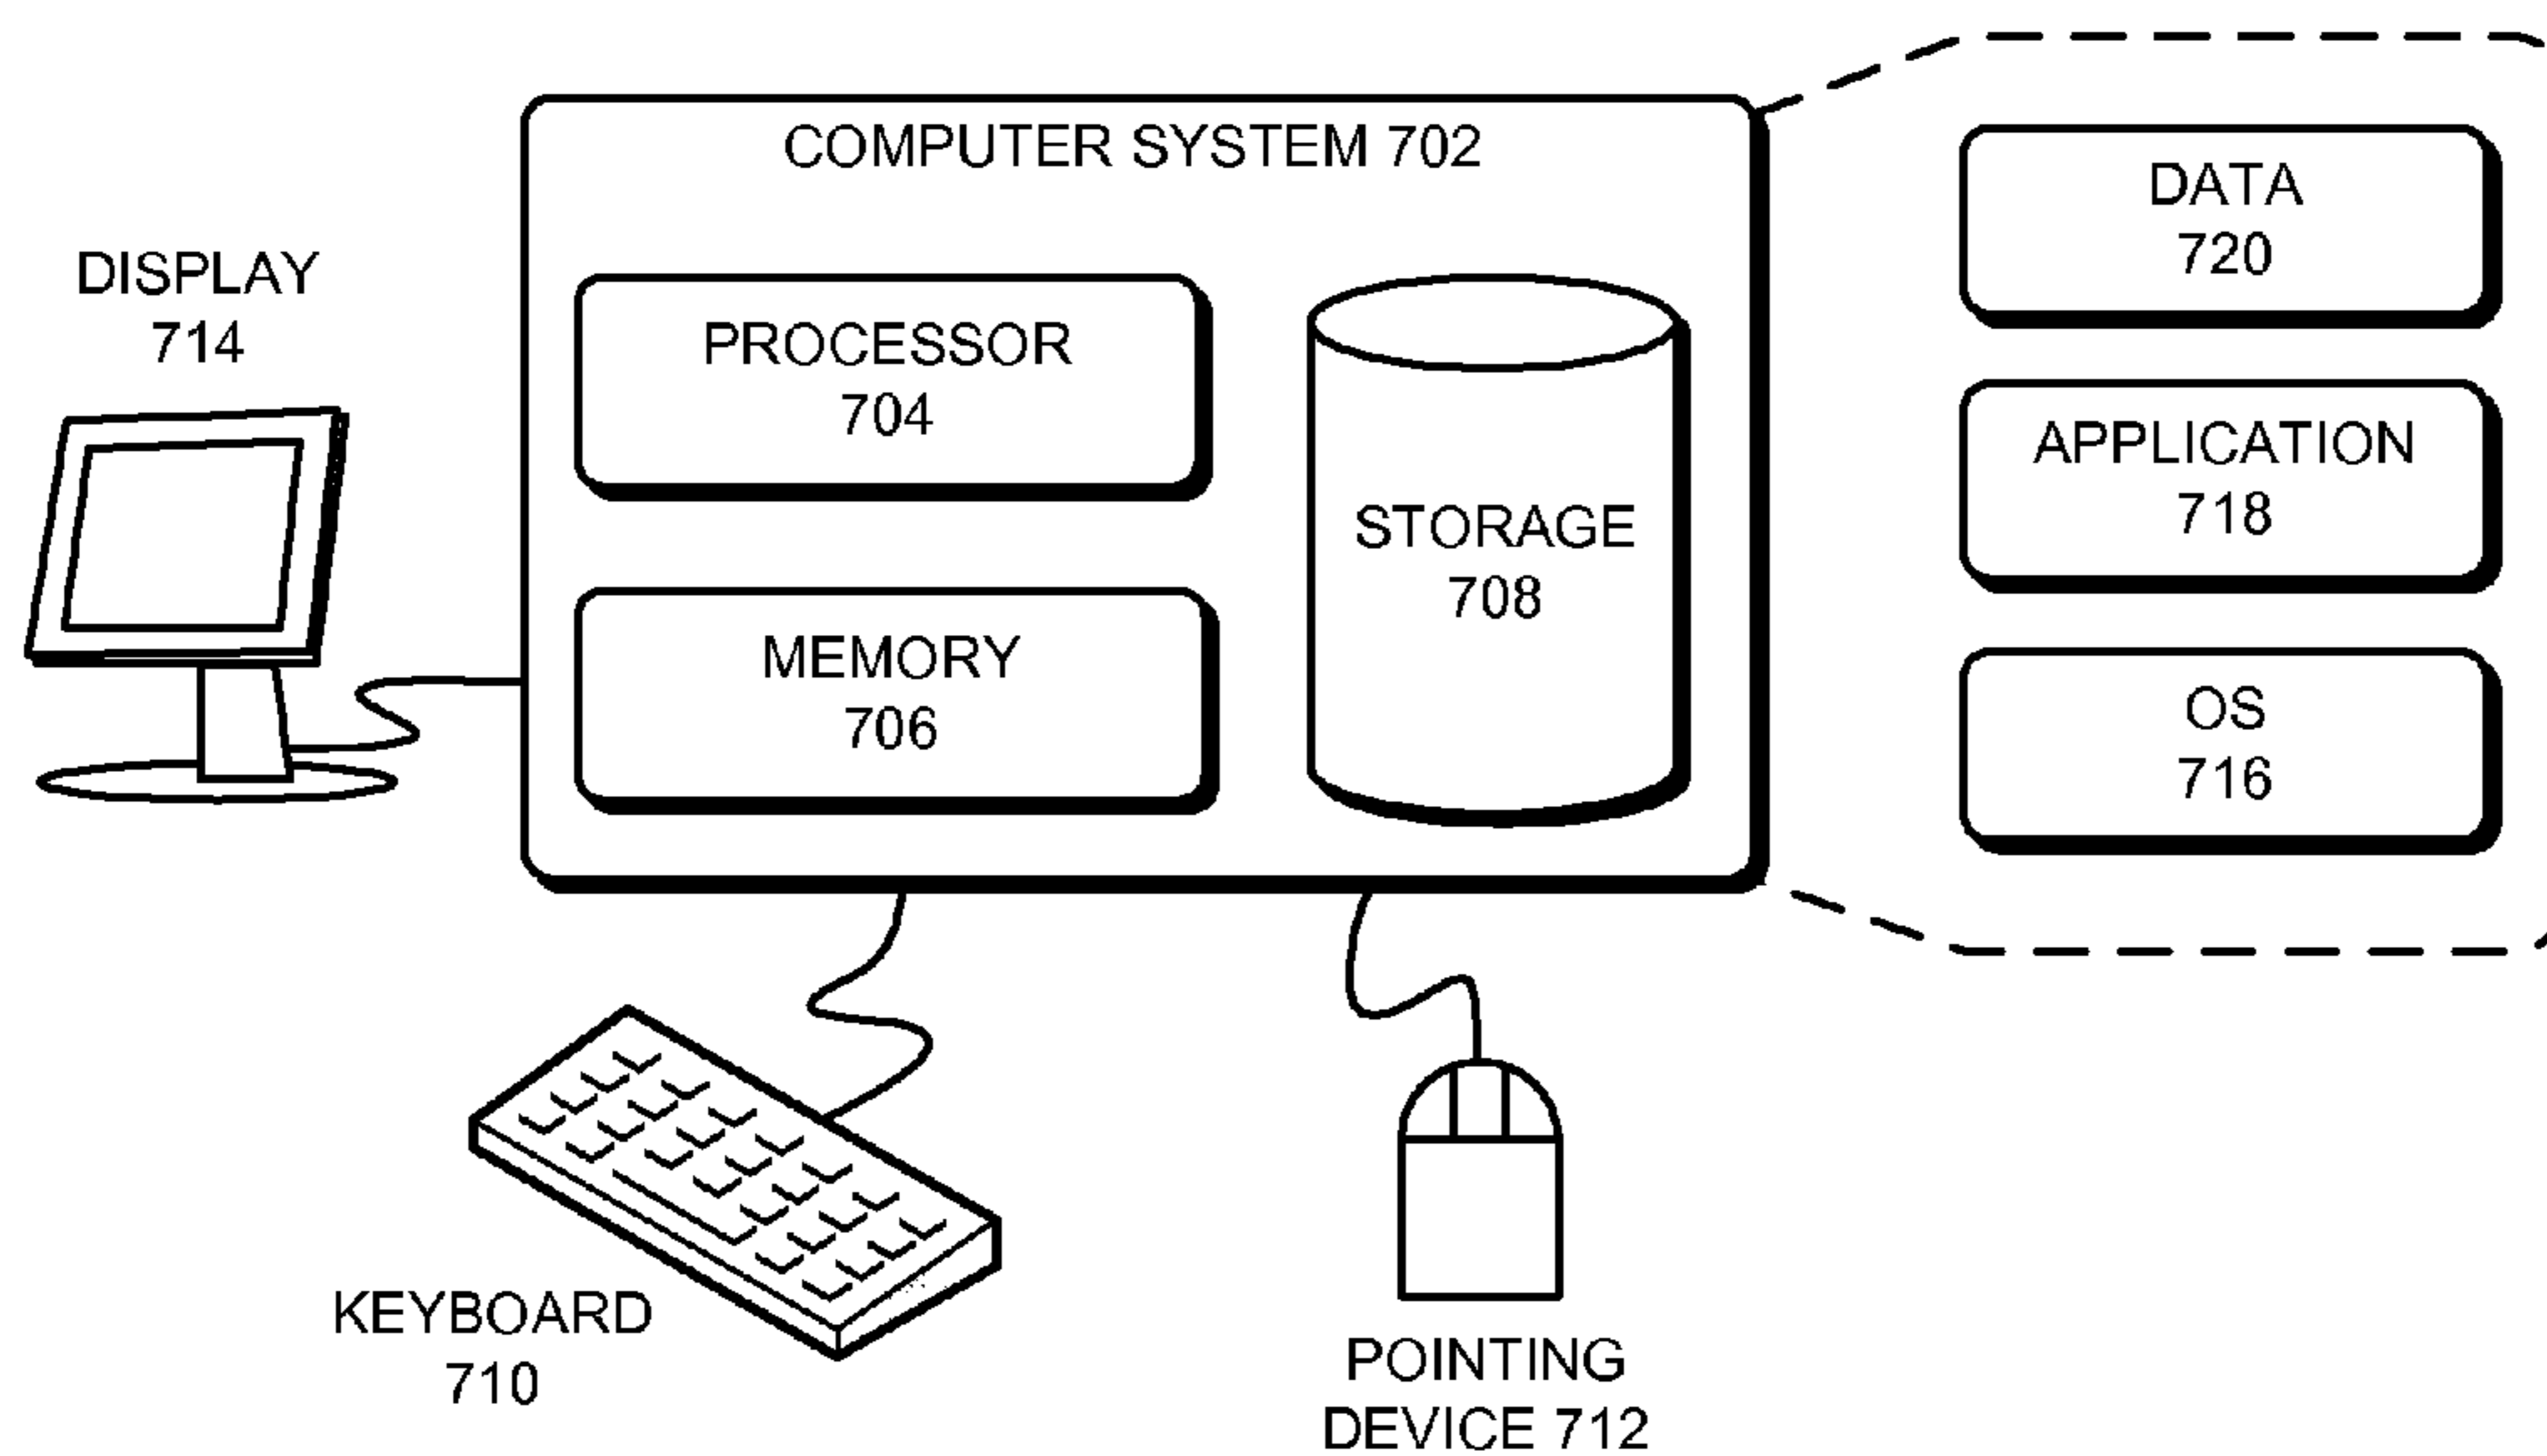 COMPUTER SYSTEM 702
DISPLAY
714
PROCESSOR
704
MEMORY
706
STORAGE
708
DATA
720
APPLICATION
718
OS
716
KEYBOARD
710
POINTING
DEVICE 712